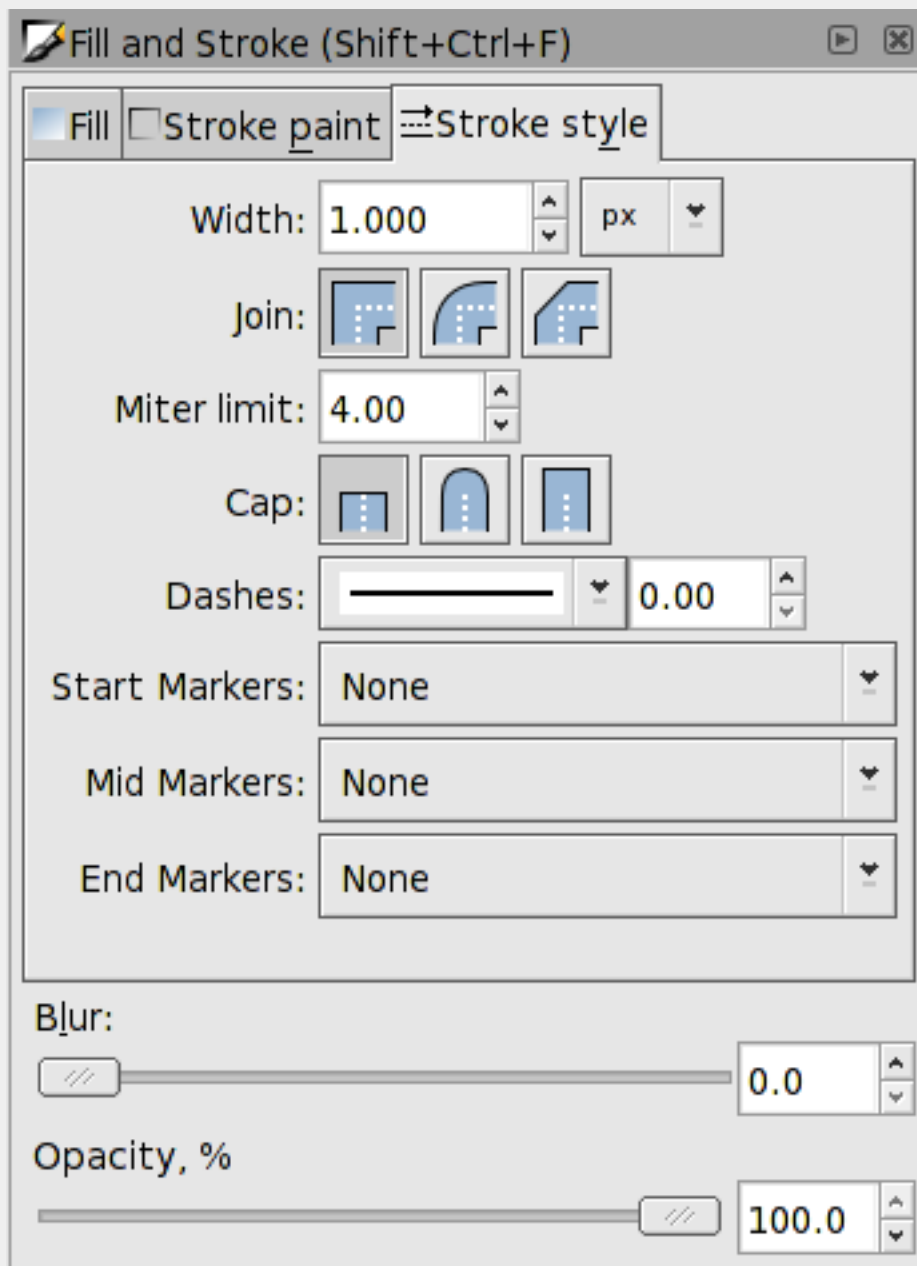 Fill and Stroke (Shift+Ctrl+F)
Fill Stroke paint Stroke style
Width: 1.000 px
Join:
Miter limit: 4.00
Cap:
Dashes: 0.00
Start Markers: None
Mid Markers: None
End Markers: None
Blur:
0.0
Opacity, %
100.0